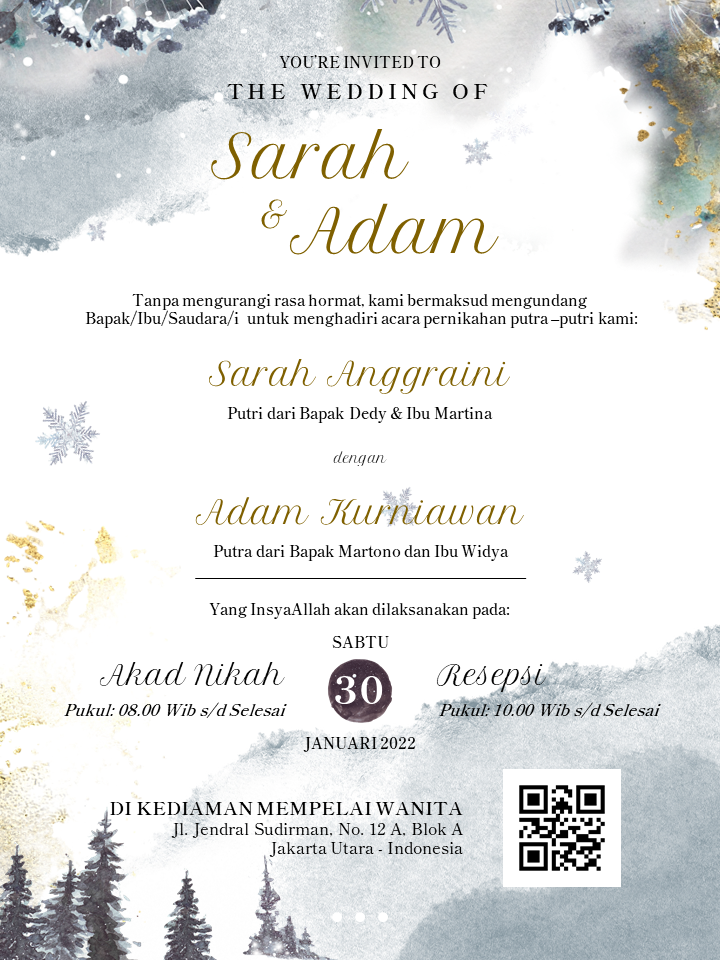 YOU'RE INVITED TO
THE WEDDING OF
Sarah
& Adam
Tanpa mengurangi rasa hormat, kami bermaksud mengundang
Bapak/Ibu/Saudara/i untuk menghadiri acara pernikahan putra –putri kami:
Sarah Anggraini
Putri dari Bapak Dedy & Ibu Martina
dengan
Adam Kurniawan
Putra dari Bapak Martono dan Ibu Widya
Yang InsyaAllah akan dilaksanakan pada:
SABTU
Akad Nikah
Pukul: 08.00 Wib s/d Selesai
30
Resepsi
Pukul: 10.00 Wib s/d Selesai
JANUARI 2022
DI KEDIAMAN MEMPELAI WANITA
Jl. Jendral Sudirman, No. 12 A, Blok A
Jakarta Utara - Indonesia